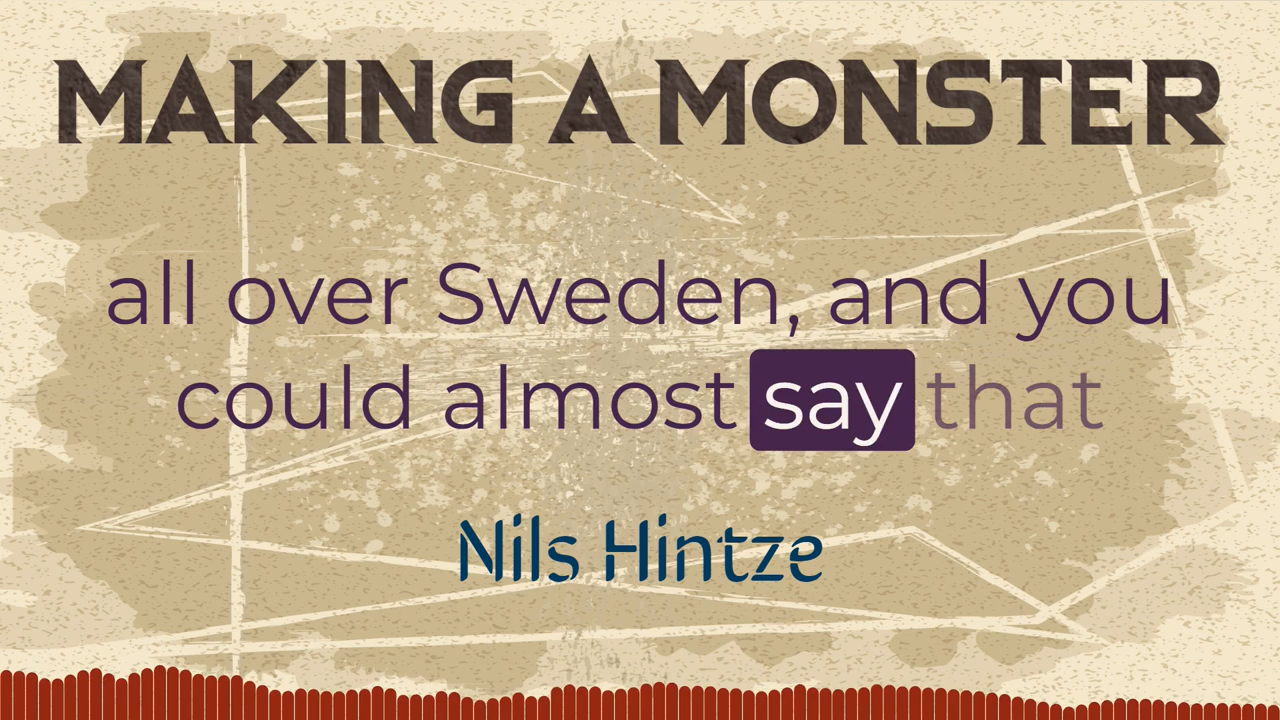 MAKING A MONSTER
all over Sweden, and you
could almost say that
Nils Hintze